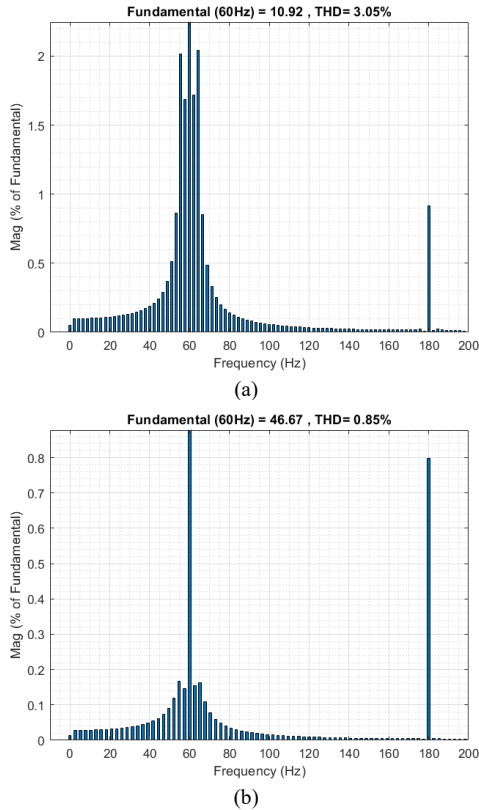 Fundamental (60Hz) = 10.92 , THD= 3.05%
Mag (% of Fundamental)
2
1.5
1
0.5
0
0 20 40 60 80 100 120 140 160 180 200
Frequency (Hz)
(a)
Fundamental (60Hz) = 46.67 , THD= 0.85%
Mag (% of Fundamental)
0.8
0.7
0.6
0.5
0.4
0.3
0.2
0.1
0
0 20 40 60 80 100 120 140 160 180 200
Frequency (Hz)
(b)